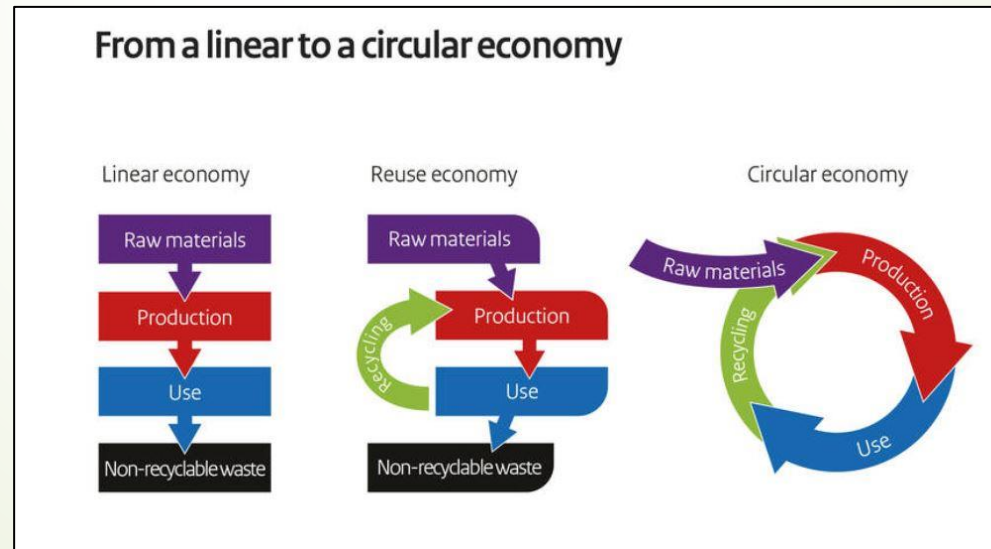 From a linear to a circular economy
Linear economy
Raw materials
Production
Use
Non-recyclable waste
Reuse economy
Raw materials
Production
Recycling
Use
Non-recyclable waste
Circular economy
Raw materials
Production
Use
Recycling